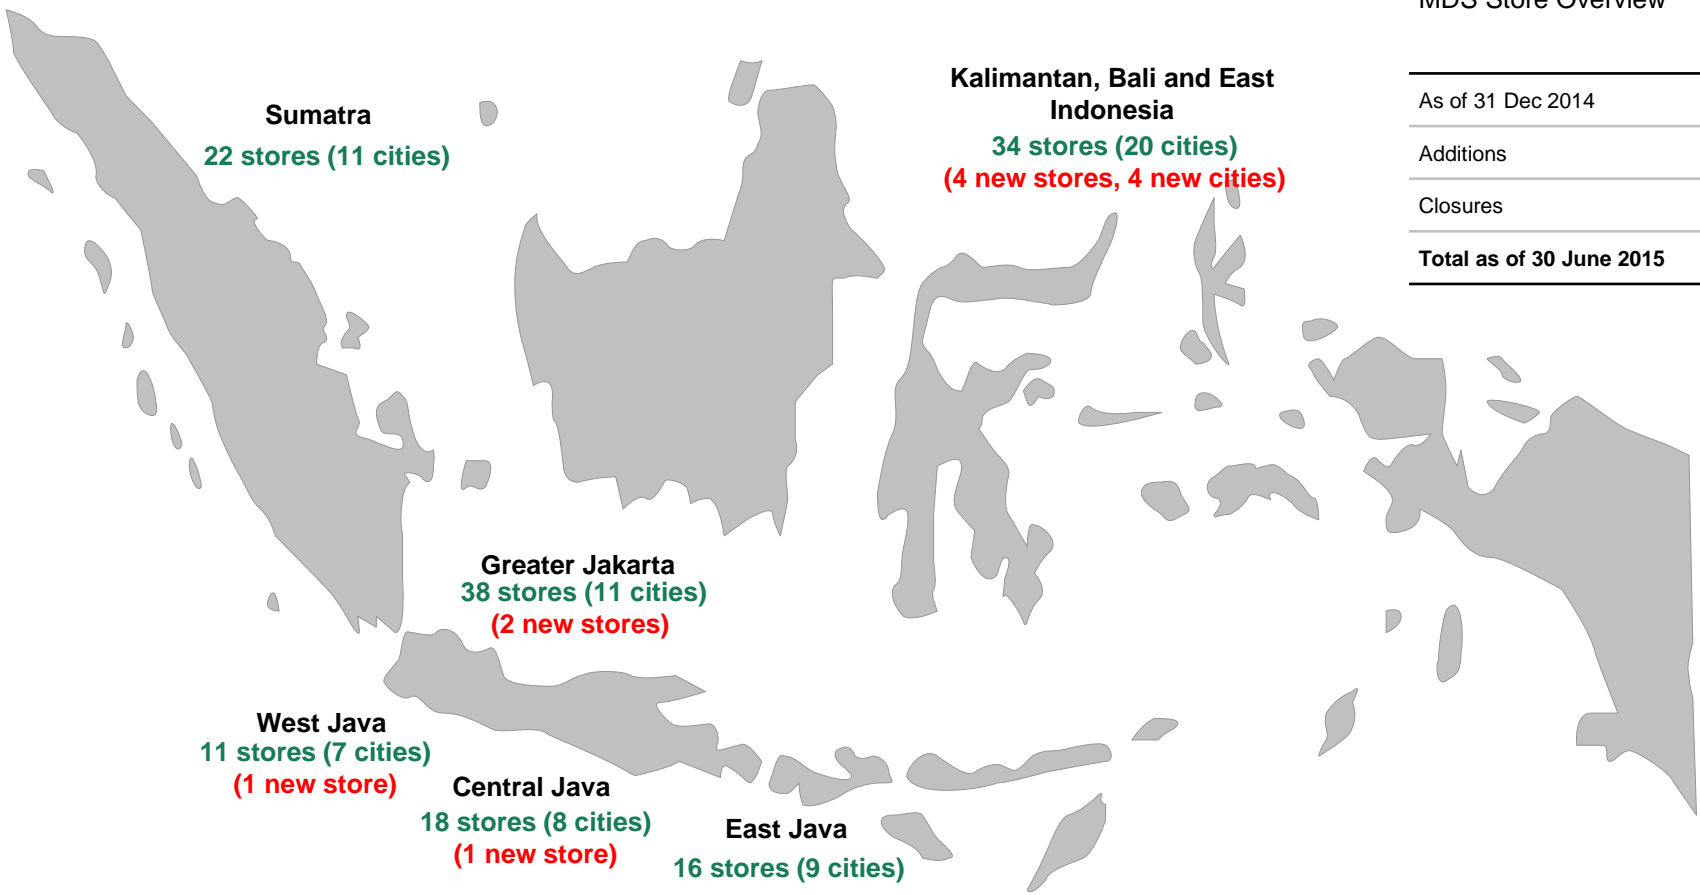 MDS Store Overview
Kalimantan, Bali and East
Indonesia
34 stores (20 cities)
(4 new stores, 4 new cities)
As of 31 Dec 2014
Additions
Closures
Total as of 30 June 2015
Sumatra
22 stores (11 cities)
Greater Jakarta
38 stores (11 cities)
(2 new stores)
West Java
11 stores (7 cities)
(1 new store)
Central Java
18 stores (8 cities)
(1 new store)
East Java
16 stores (9 cities)